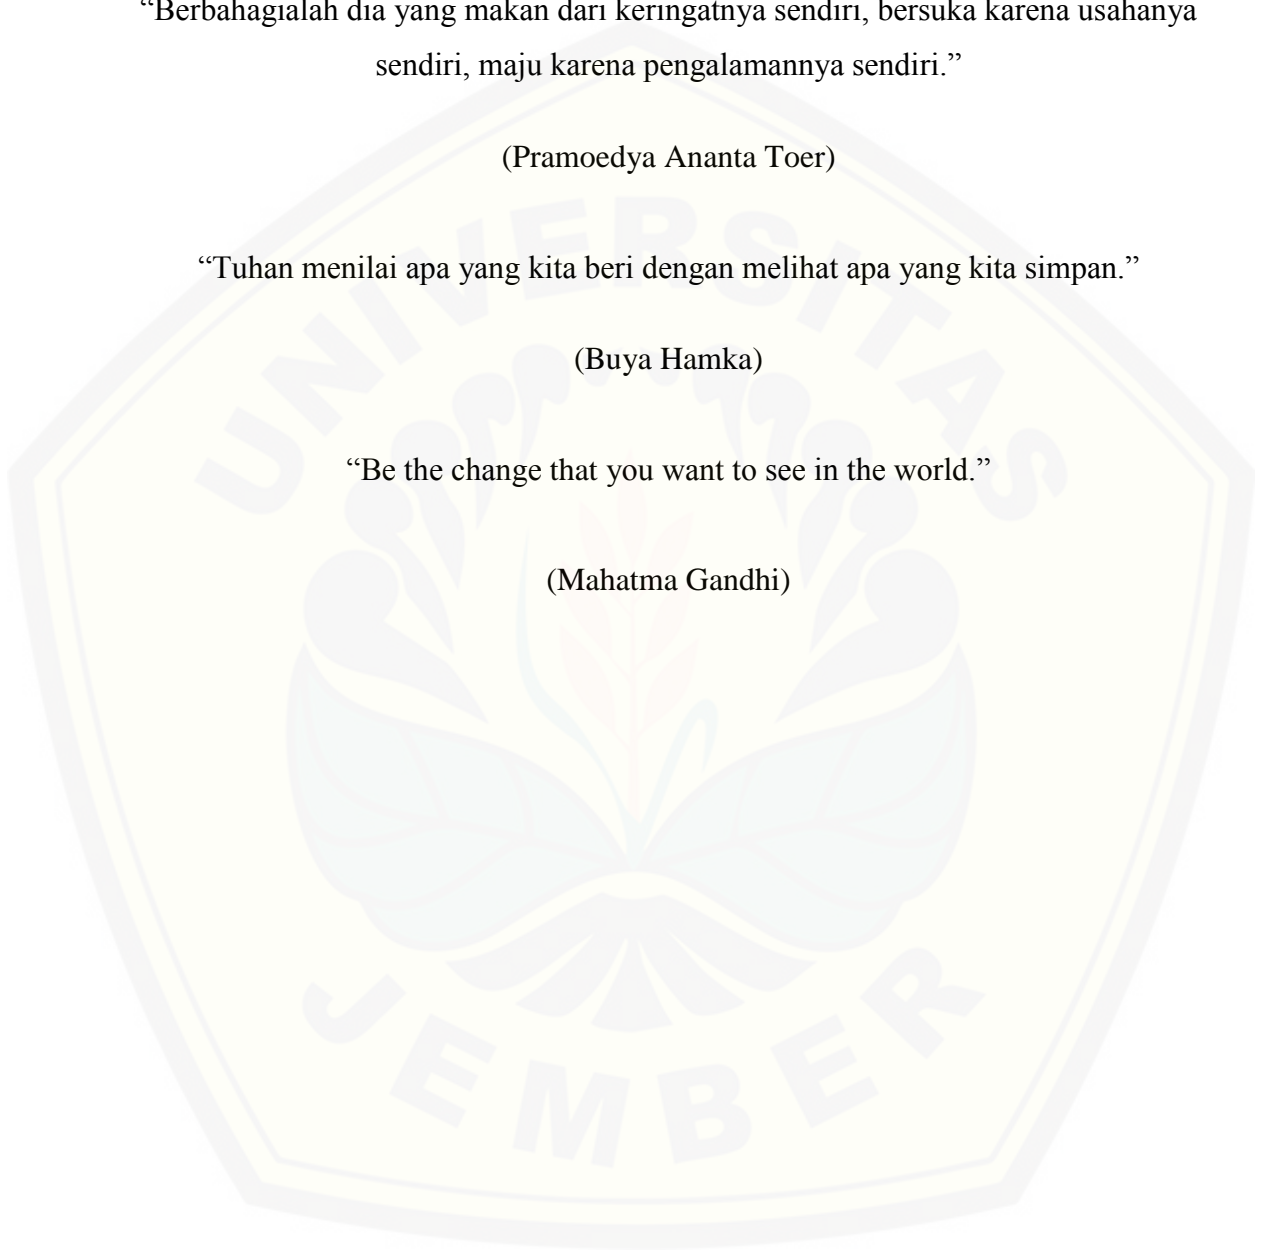 “Berbahagialah dia yang makan dari keringatnya sendiri, bersuka karena usahanya
sendiri, maju karena pengalamannya sendiri.”
(Pramoedya Ananta Toer)
“Tuhan menilai apa yang kita beri dengan melihat apa yang kita simpan.”
(Buya Hamka)
“Be the change that you want to see in the world.”
(Mahatma Gandhi)
UNIVERSITAS
JEMBER